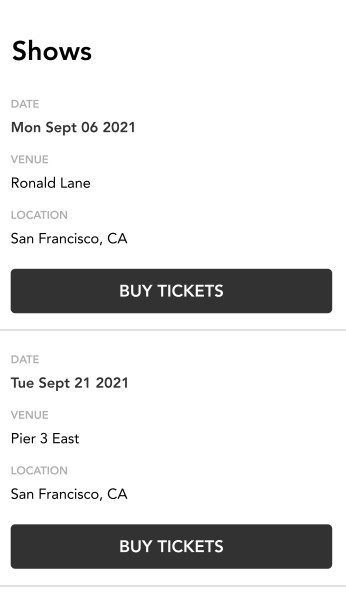 Shows
DATE
Mon Sept 06 2021
VENUE
Ronald Lane
LOCATION
San Francisco, CA
BUY TICKETS
DATE
Tue Sept 21 2021
VENUE
Pier 3 East
LOCATION
San Francisco, CA
BUY TICKETS